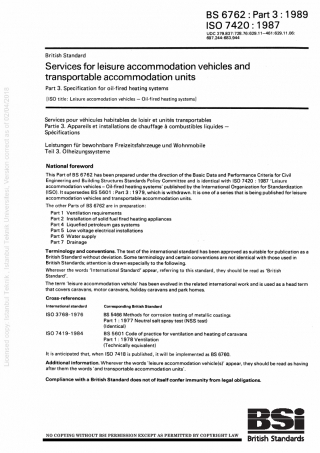 BS 6762 : Part 3 : 1989
ISO 7420 : 1987
British Standard
Services for leisure accommodation vehicles and
transportable accommodation units
Part 3. Specification for oil-fired heating systems
[ISO title: Leisure accommodation vehicles — Oil-fired heating systems]
Services pour véhicules habitables de loisir et unités transportables
Partie 3. Appareils et installations de chauffage à combustibles liquides —
Spécifications
Leistungen für bewohnbare Freizeitsfahrzeuge und Wohnmobile
Teil 3. Ölheizungsysteme
National foreword
This Part of BS 6762 has been prepared under the direction of the Basic Data and Performance Criteria for Civil
Engineering and Building Structures Standards Policy Committee and is identical with ISO 7420 : 1987 'Leisure
accommodation vehicles – Oil-fired heating systems' published by the International Organization for Standardization
(ISO). It supersedes BS 5601 : Part 3 : 1979, which is withdrawn. It is one of a series that is being published for leisure
accommodation vehicles and transportable accommodation units.
The other Parts of BS 6762 are in preparation:
Part 1 Ventilation requirements
Part 2 Installation of solid fuel fired heating appliances
Part 4 Liquefied petroleum gas systems
Part 5 Low voltage electrical installations
Part 6 Water supply
Part 7 Drainage
Terminology and conventions. The text of the international standard has been approved as suitable for publication as a
British Standard without deviation. Some terminology and certain conventions are not identical with those used in
British Standards; attention is drawn especially to the following.
Wherever the words 'International Standard' appear, referring to this standard, they should be read as 'British
Standard'.
The term 'leisure accommodation vehicle' has been evolved in the related international work and is used as a head term
that covers caravans, motor caravans, holiday caravans and park homes.
Cross-references
International standard Corresponding British Standard
ISO 3768-1976 BS 5466 Methods for corrosion testing of metallic coatings
Part 1 : 1977 Neutral salt spray test (NSS test)
(Identical)
ISO 7419-1984 BS 5601 Code of practice for ventilation and heating of caravans
Part 1 : 1978 Ventilation
(Technically equivalent)
It is anticipated that, when ISO 7418 is published, it will be implemented as BS 6760.
Additional information. Wherever the words 'leisure accommodation vehicle(s)' appear, they should be read as having
after them the words 'and transportable accommodation units'.
Compliance with a British Standard does not of itself confer immunity from legal obligations.
NO COPYING WITHOUT BSI PERMISSION EXCEPT AS PERMITTED BY COPYRIGHT LAW
BSi
British Standards